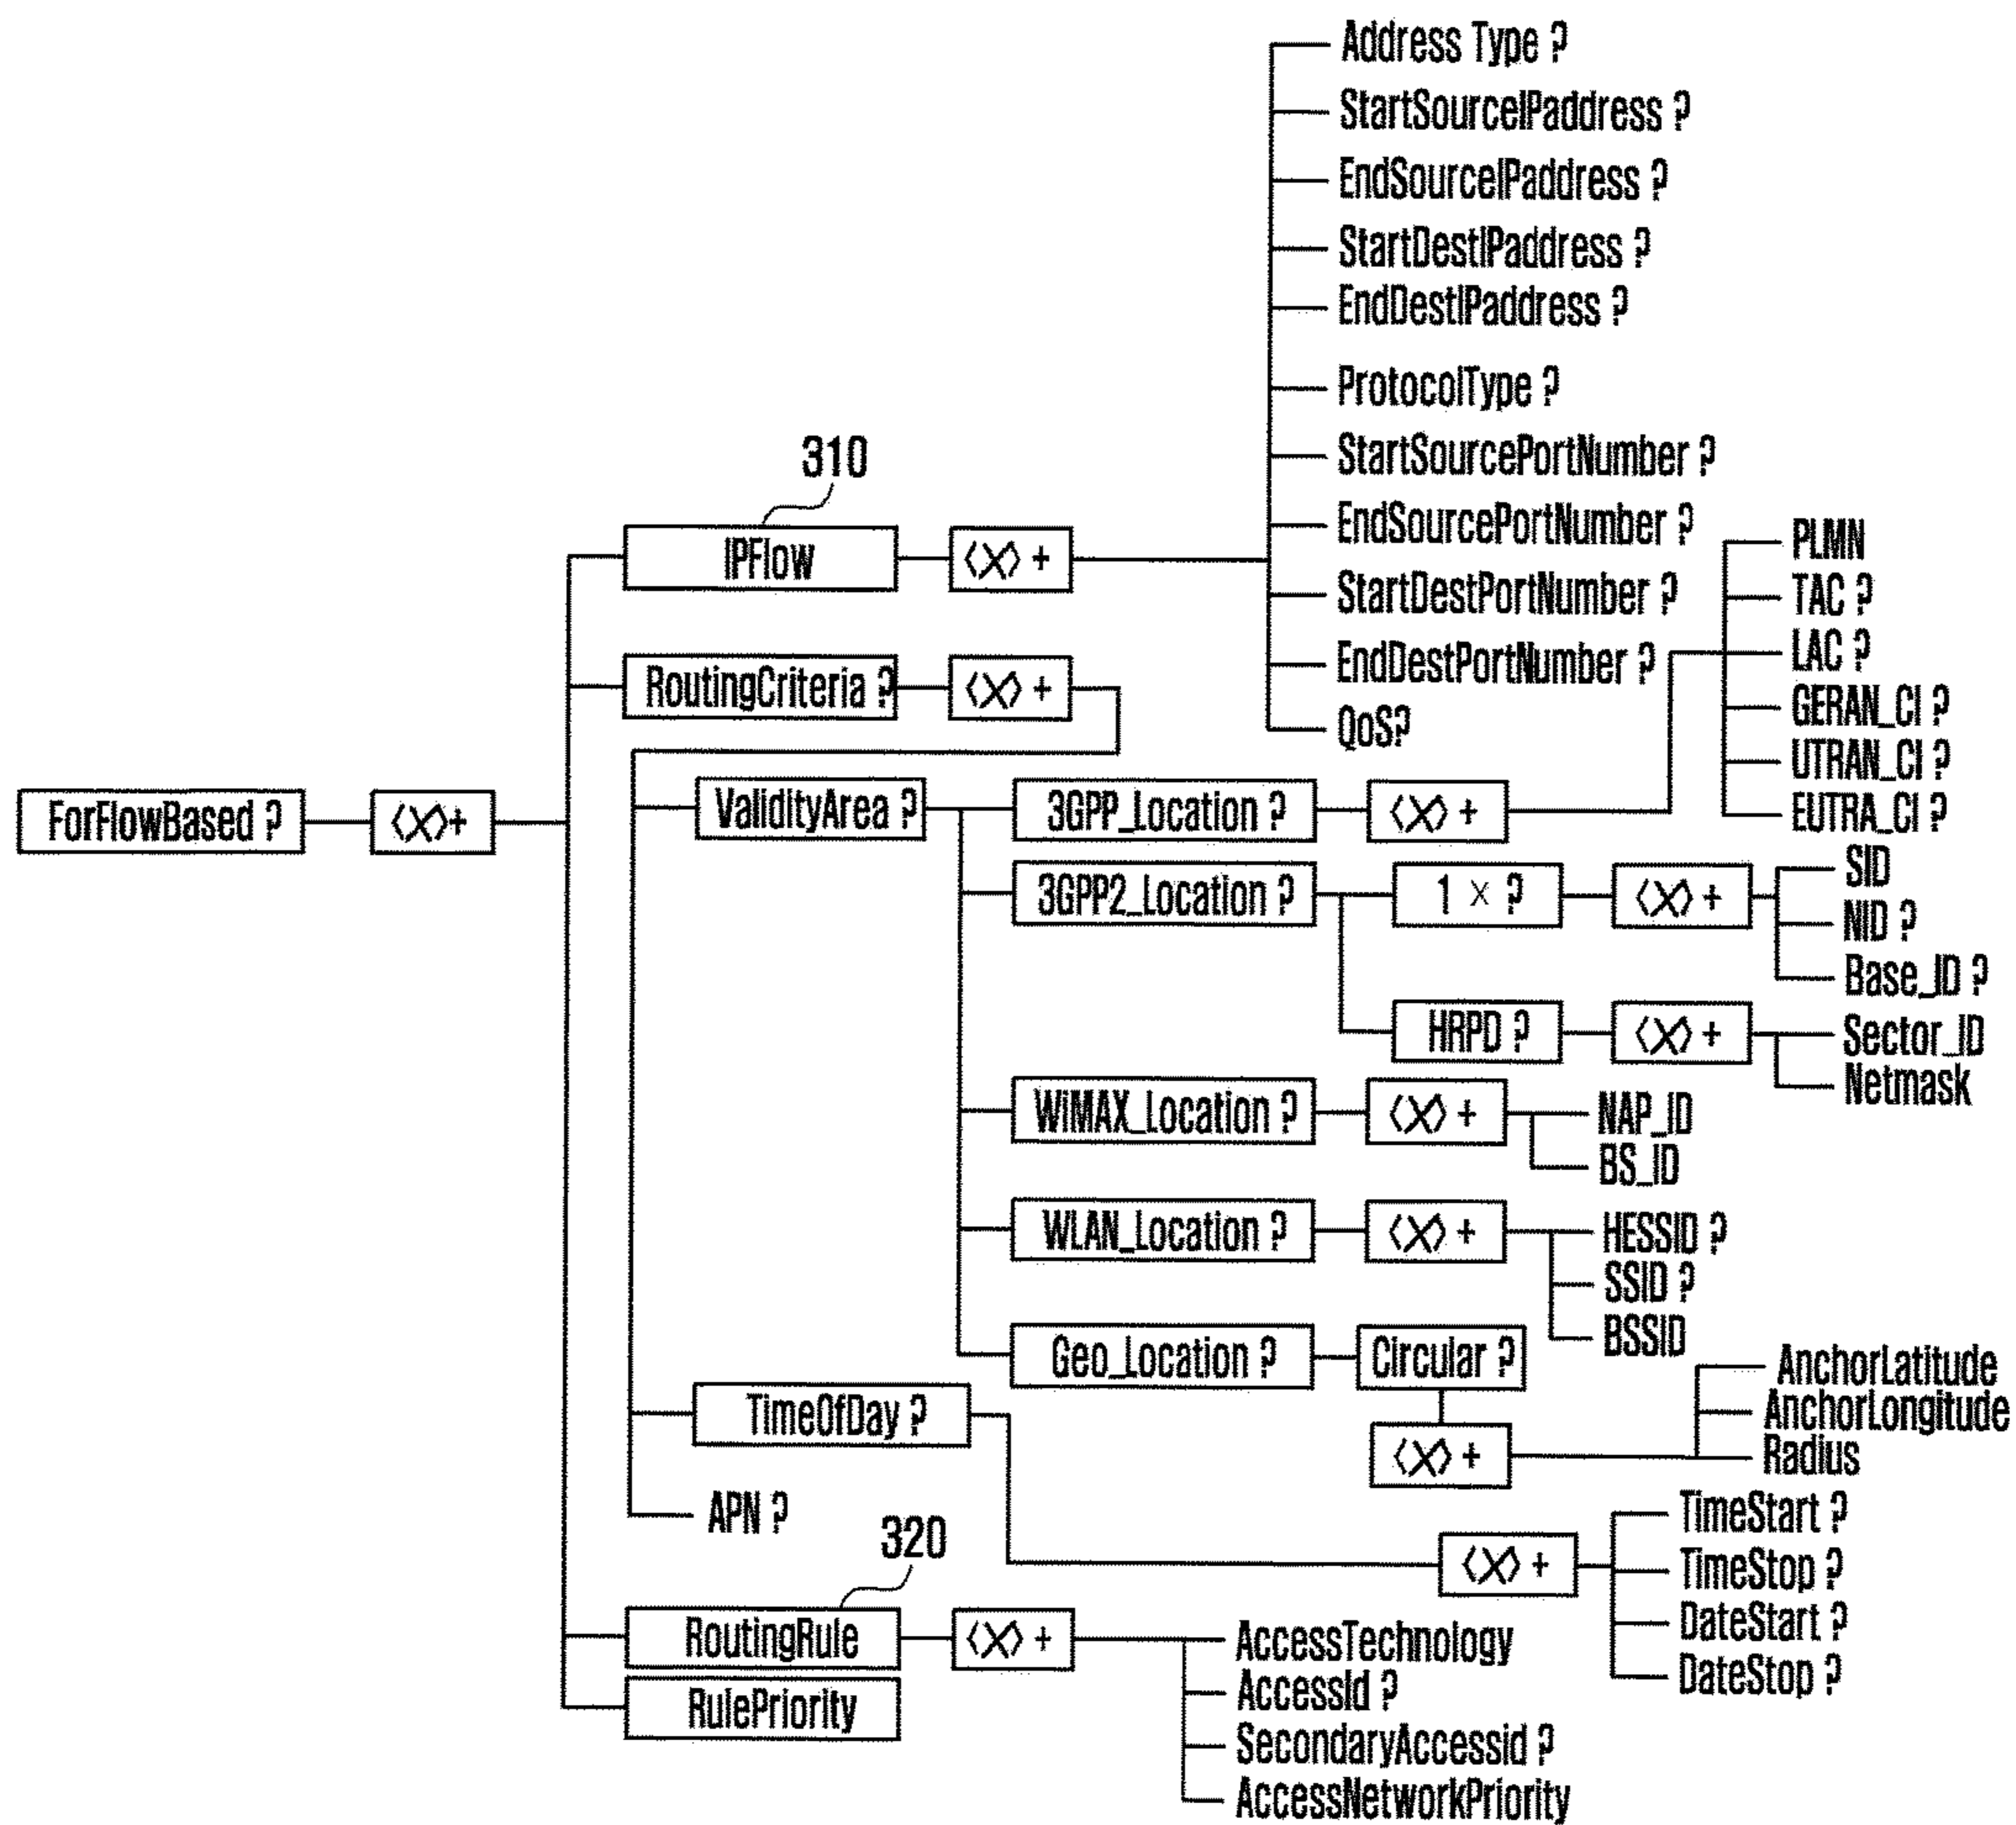 Address Type ?
StartSourceIPaddress ?
EndSourceIPaddress ?
StartDestIPaddress ?
EndDestIPaddress ?
ProtocolType ?
StartSourcePortNumber ?
EndSourcePortNumber ?
StartDestPortNumber ?
EndDestPortNumber ?
QoS?
310
IPFlow
<X> +
RoutingCriteria ?
<X> +
PLMN
TAC ?
LAC ?
GERAN_CI ?
UTRAN_CI ?
EUTRA_CI ?
ForFlowBased ?
<X>+
ValidityArea ?
3GPP_Location ?
<X> +
3GPP2_Location ?
1 × ?
<X> +
SID
NID ?
Base_ID ?
HRPD ?
<X> +
Sector_ID
Netmask
WiMAX_Location ?
<X> +
NAP_ID
BS_ID
WLAN_Location ?
<X> +
HESSID ?
SSID ?
BSSID
Geo_Location ?
Circular ?
<X> +
AnchorLatitude
AnchorLongitude
Radius
TimeOfDay ?
<X> +
TimeStart ?
TimeStop ?
DateStart ?
DateStop ?
APN ?
320
RoutingRule
<X> +
AccessTechnology
AccessId ?
SecondaryAccessid ?
AccessNetworkPriority
RulePriority